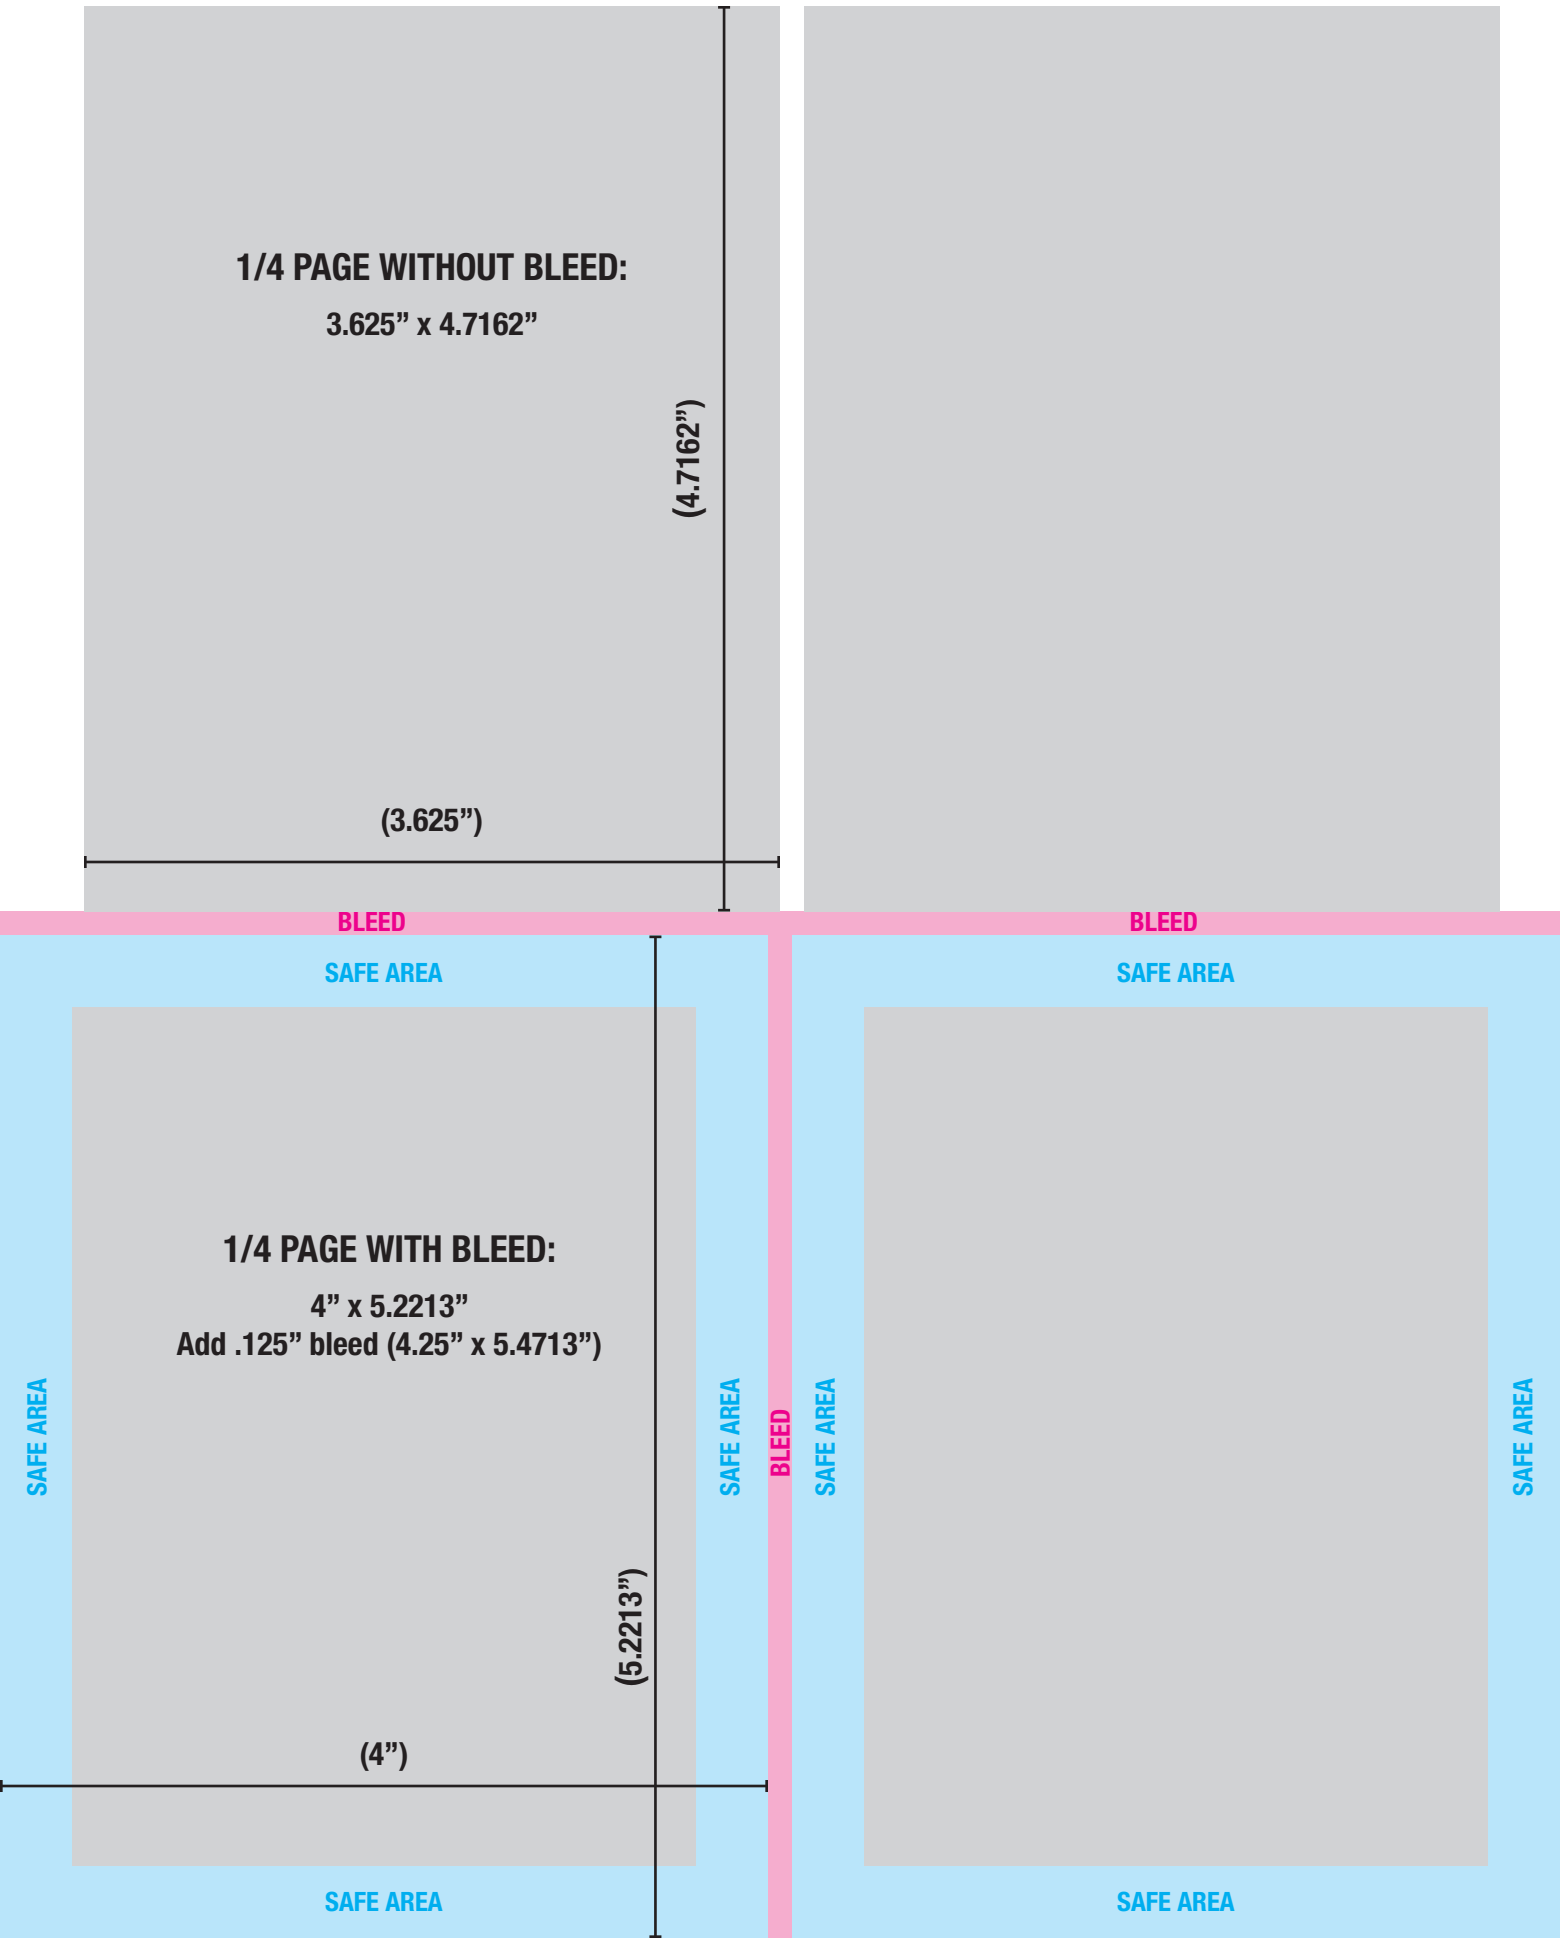 1/4 PAGE WITHOUT BLEED:
3.625” x 4.7162”
(4.7162”)
(3.625”)
BLEED
BLEED
SAFE AREA
SAFE AREA
1/4 PAGE WITH BLEED:
4” x 5.2213”
Add .125” bleed (4.25” x 5.4713”)
SAFE AREA
SAFE AREA
BLEED
SAFE AREA
SAFE AREA
(5.2213”)
(4”)
SAFE AREA
SAFE AREA